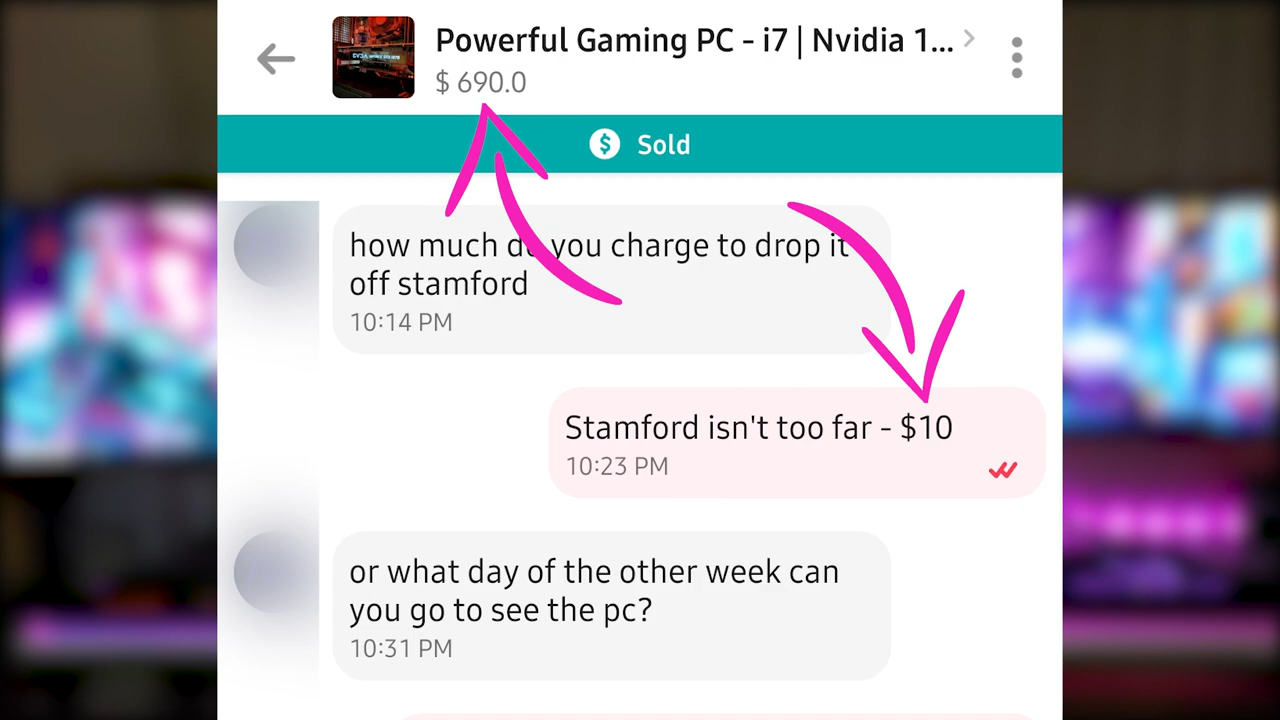 Powerful Gaming PC - i7 | Nvidia 1...
$ 690.0
$ Sold
how much do you charge to drop it
off stamford
10:14 PM
Stamford isn't too far - $10
10:23 PM
or what day of the other week can
you go to see the pc?
10:31 PM